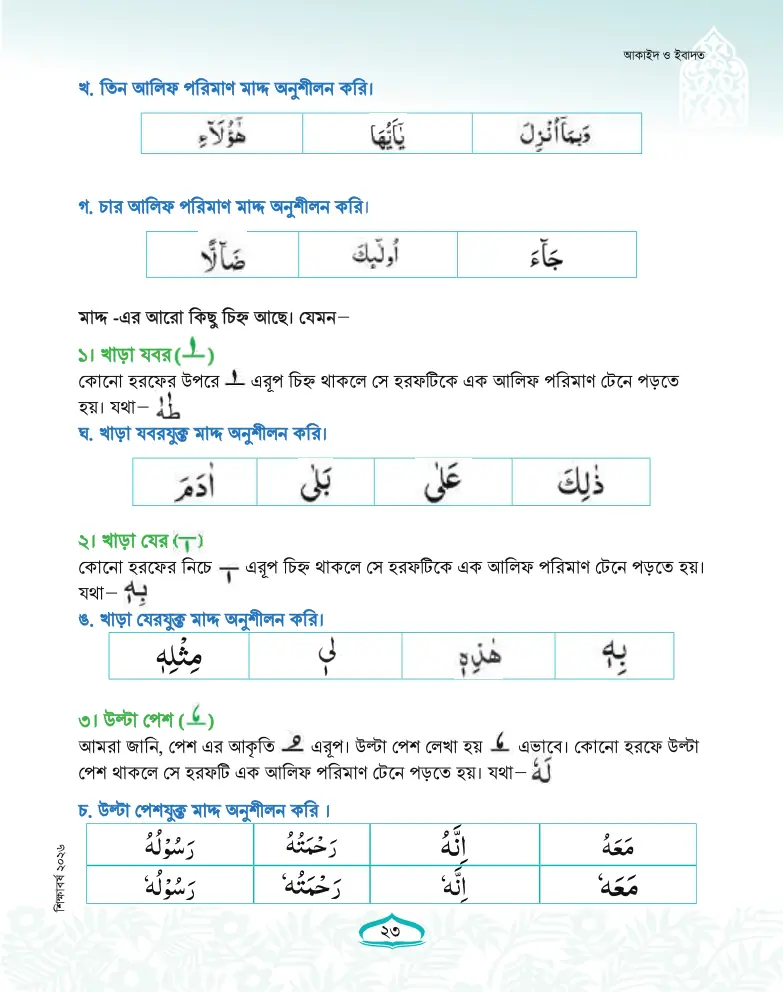 আকাইদ ও ইবাদত
খ. তিন আলিফ পরিমাণ মাদ্দ অনুশীলন করি।
وَبِمَاۤ اُنْزِلَ يٰۤاَيُّهَا هٰۤؤُلَآءِ
গ. চার আলিফ পরিমাণ মাদ্দ অনুশীলন করি।
جَآءَ اُولٰٓئِكَ ضَآلًّا
মাদ্দ -এর আরো কিছু চিহ্ন আছে। যেমন–
১। খাড়া যবর (ـٰ)
কোনো হরফের উপরে ـٰ এরূপ চিহ্ন থাকলে সে হরফটিকে এক আলিফ পরিমাণ টেনে পড়তে
হয়। যথা– طٰهٰ
ঘ. খাড়া যবরযুক্ত মাদ্দ অনুশীলন করি।
ذٰلِكَ عَلٰى بَلٰى اٰدَمَ
২। খাড়া যের (ـٖ)
কোনো হরফের নিচে ـٖ এরূপ চিহ্ন থাকলে সে হরফটিকে এক আলিফ পরিমাণ টেনে পড়তে হয়।
যথা– بِهٖ
ঙ. খাড়া যেরযুক্ত মাদ্দ অনুশীলন করি।
بِهٖ هٰذِهٖ لٖى مِثْلِهٖ
৩। উল্টা পেশ (ـٗ)
আমরা জানি, পেশ এর আকৃতি ـُ এরূপ। উল্টা পেশ লেখা হয় ـٗ এভাবে। কোনো হরফে উল্টা
পেশ থাকলে সে হরফটি এক আলিফ পরিমাণ টেনে পড়তে হয়। যথা– لَهٗ
চ. উল্টা পেশযুক্ত মাদ্দ অনুশীলন করি ।
مَعَهُ اِنَّهُ رَحْمَتُهُ رَسُوْلُهُ
مَعَهٗ اِنَّهٗ رَحْمَتُهٗ رَسُوْلُهٗ
শিক্ষাবর্ষ ২০২৬
২৩